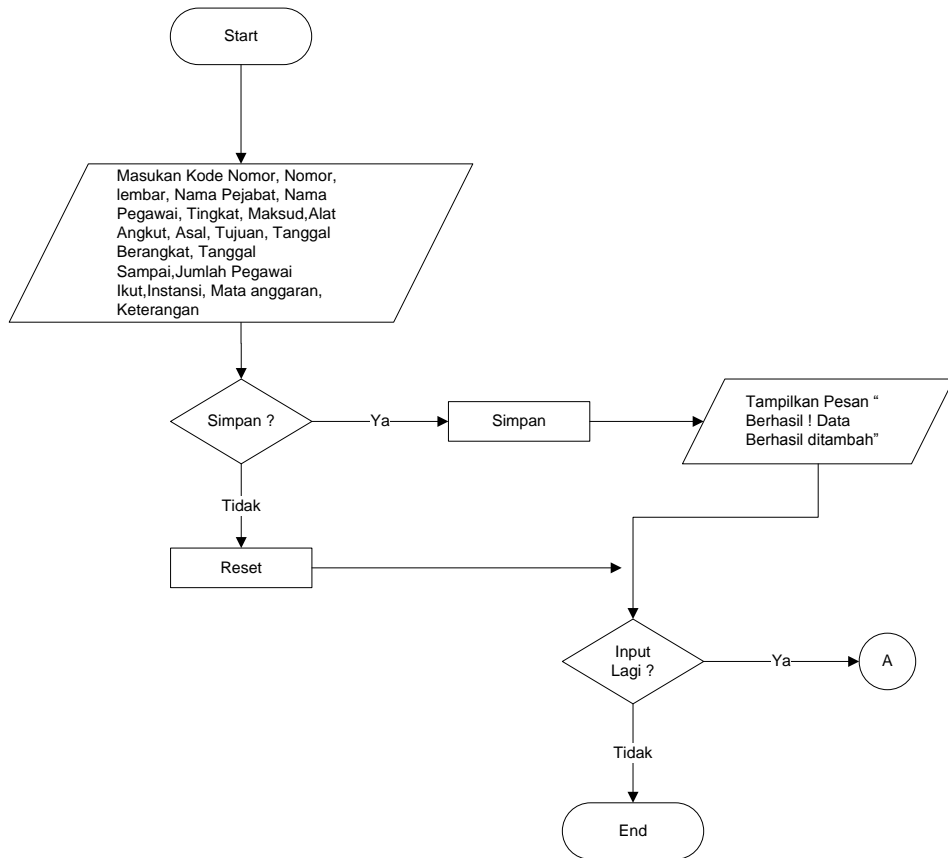 Start
Masukan Kode Nomor, Nomor,
lembar, Nama Pejabat, Nama
Pegawai, Tingkat, Maksud,Alat
Angkut, Asal, Tujuan, Tanggal
Berangkat, Tanggal
Sampai,Jumlah Pegawai
Ikut,Instansi, Mata anggaran,
Keterangan
Simpan ?
Ya
Simpan
Tampilkan Pesan “
Berhasil ! Data
Berhasil ditambah”
Tidak
Reset
Input
Lagi ?
Ya
A
Tidak
End